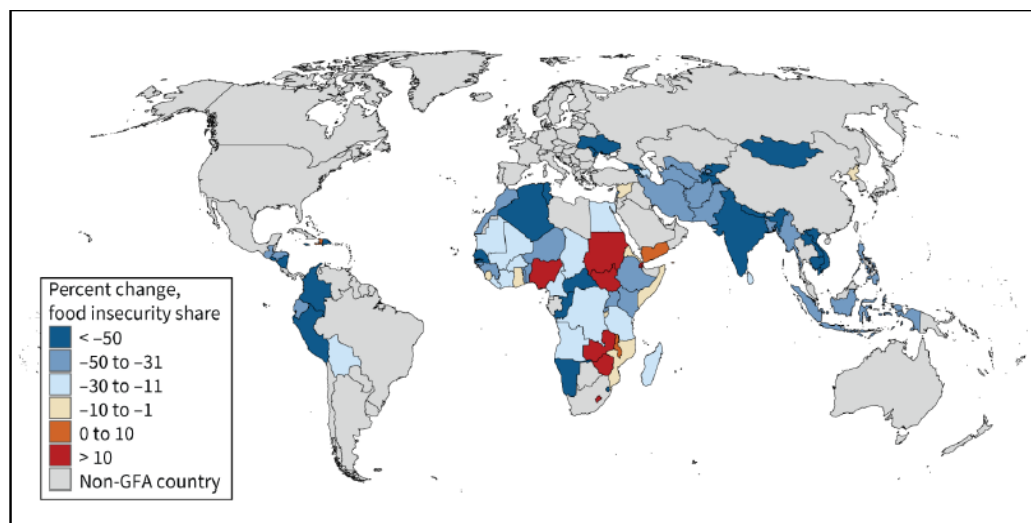 Percent change,
food insecurity share
< –50
–50 to –31
–30 to –11
–10 to –1
0 to 10
> 10
Non-GFA country